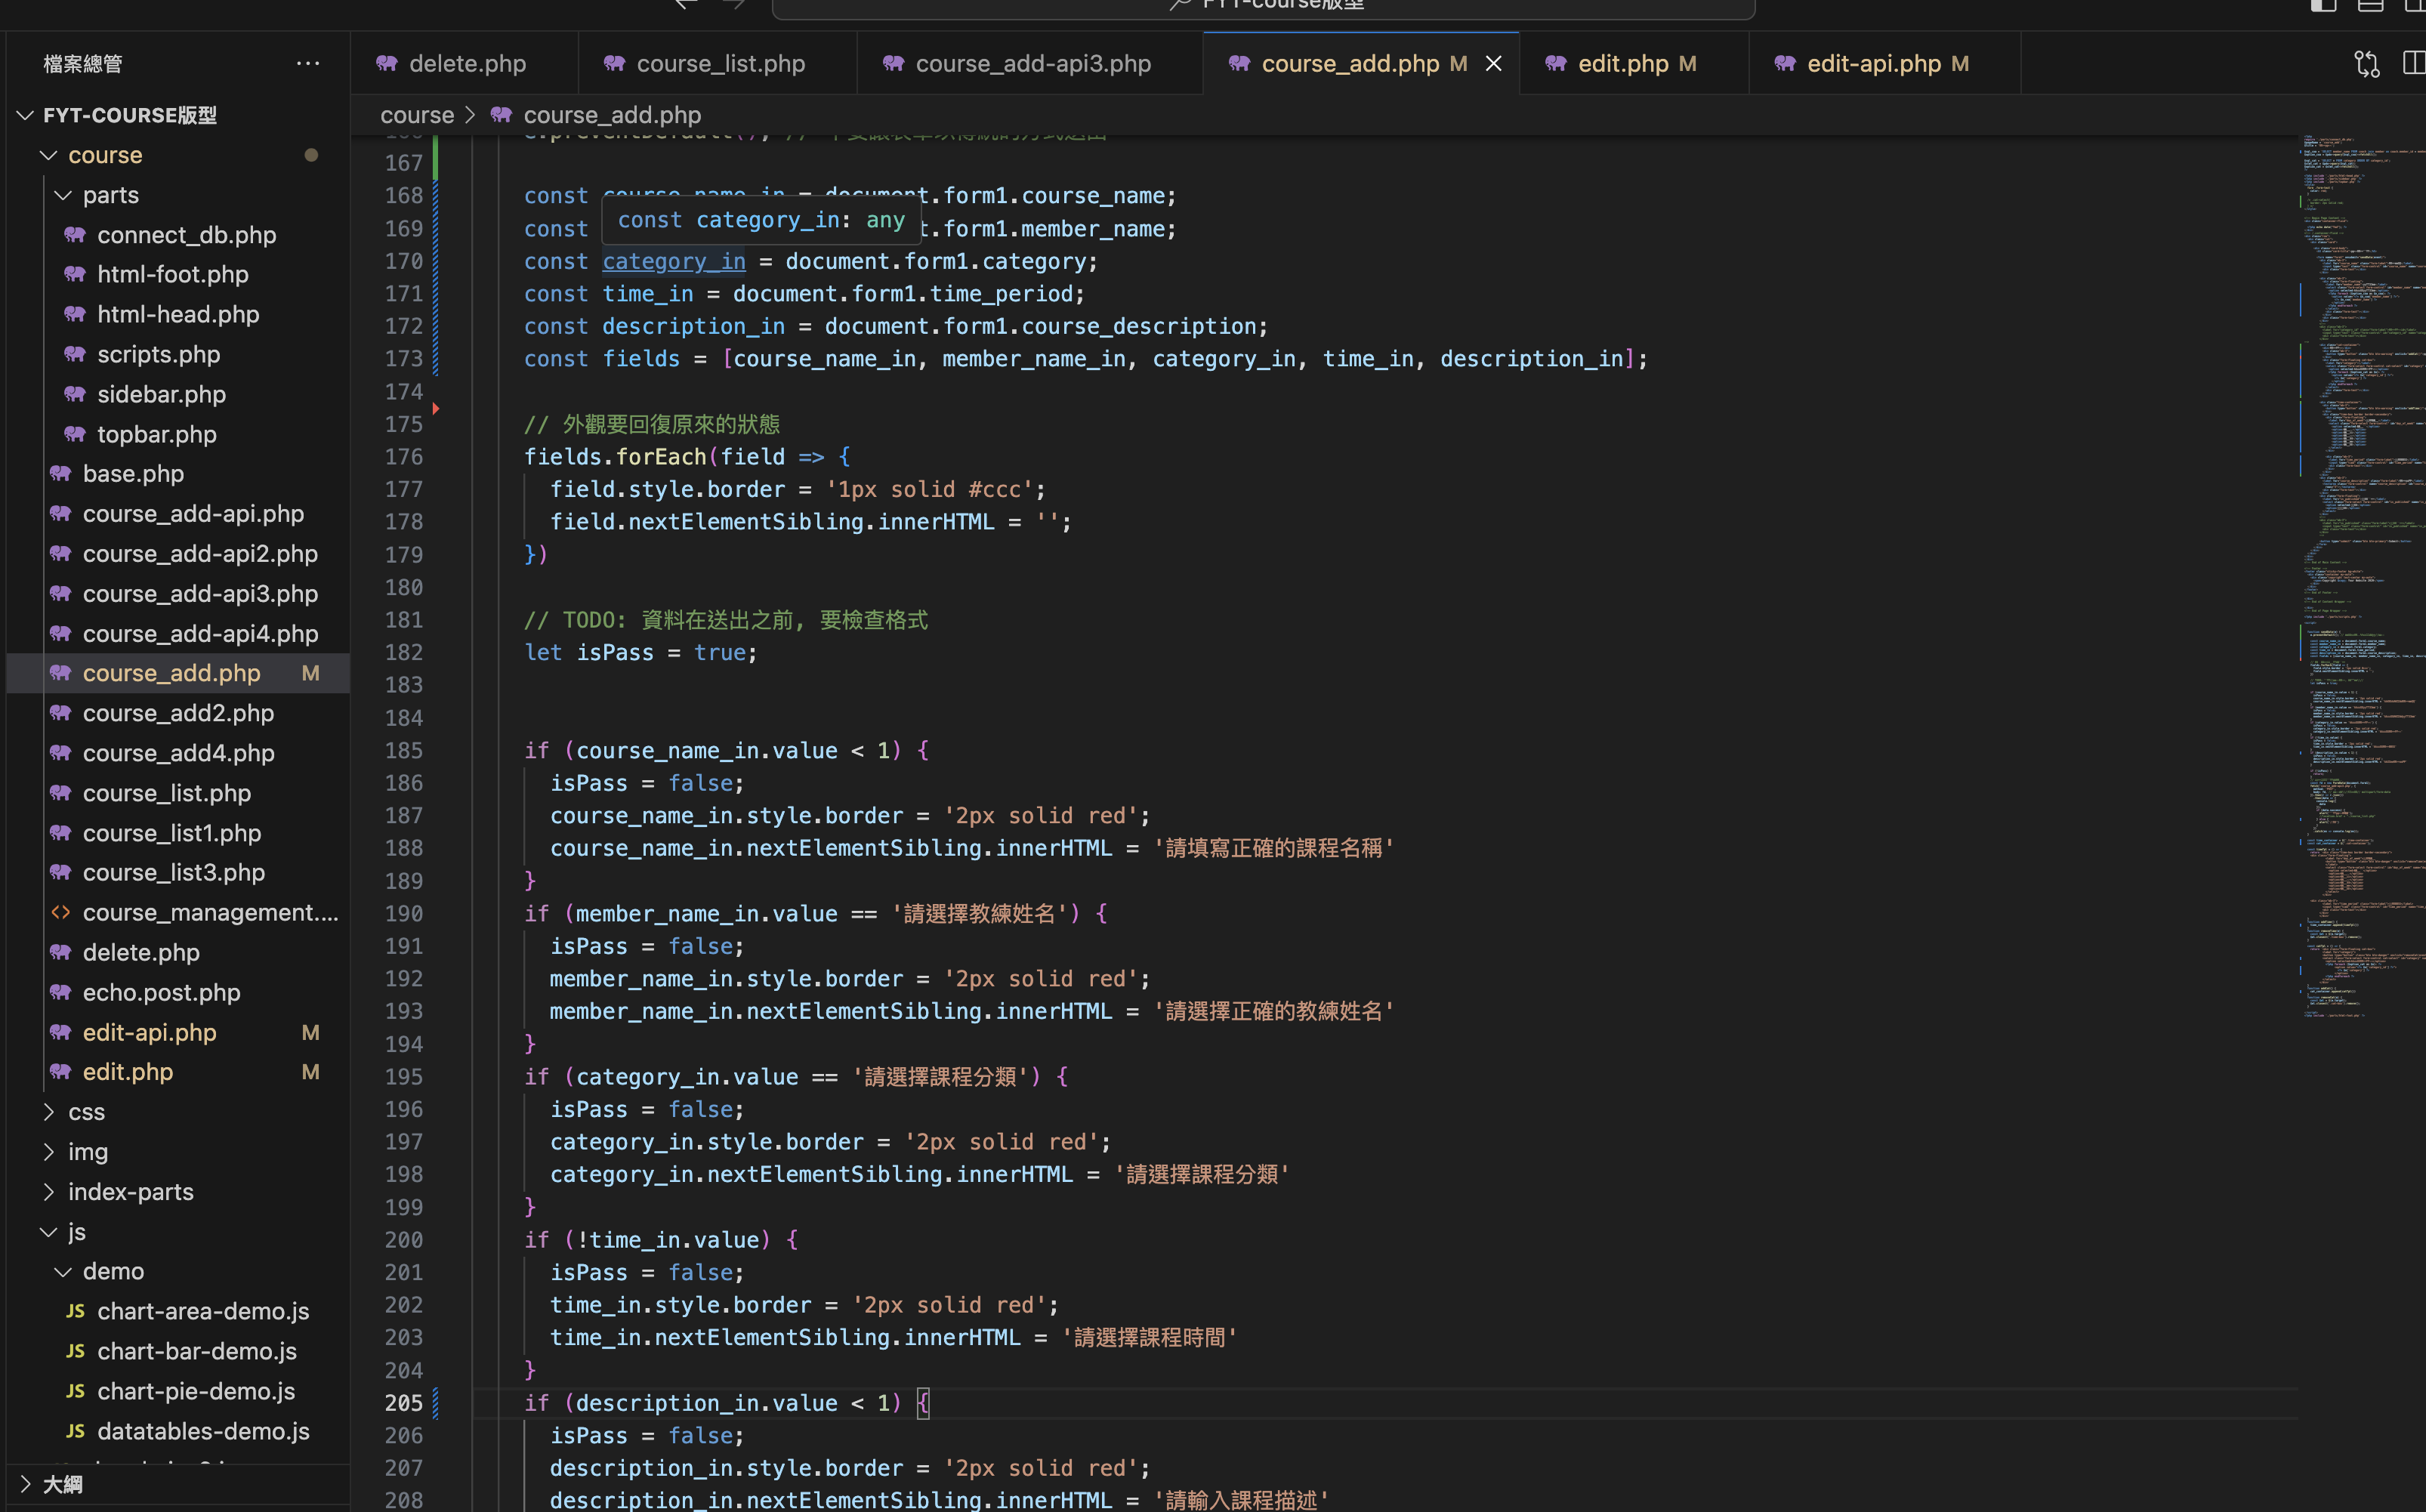 FYT-course版型
檔案總管
FYT-COURSE版型
course
parts
connect_db.php
html-foot.php
html-head.php
scripts.php
sidebar.php
topbar.php
base.php
course_add-api.php
course_add-api2.php
course_add-api3.php
course_add-api4.php
course_add.php M
course_add2.php
course_add4.php
course_list.php
course_list1.php
course_list3.php
<> course_management....
delete.php
echo.post.php
edit-api.php M
edit.php M
css
img
index-parts
js
demo
JS chart-area-demo.js
JS chart-bar-demo.js
JS chart-pie-demo.js
JS datatables-demo.js
大綱
delete.php course_list.php course_add-api3.php course_add.php M edit.php M edit-api.php M
course > course_add.php
167
168 const course_name_in = document.form1.course_name;
169 const t.form1.member_name;
const category_in: any
170 const category_in = document.form1.category;
171 const time_in = document.form1.time_period;
172 const description_in = document.form1.course_description;
173 const fields = [course_name_in, member_name_in, category_in, time_in, description_in];
174
175 // 外觀要回復原來的狀態
176 fields.forEach(field => {
177 field.style.border = '1px solid #ccc';
178 field.nextElementSibling.innerHTML = '';
179 })
180
181 // TODO: 資料在送出之前, 要檢查格式
182 let isPass = true;
183
184
185 if (course_name_in.value < 1) {
186 isPass = false;
187 course_name_in.style.border = '2px solid red';
188 course_name_in.nextElementSibling.innerHTML = '請填寫正確的課程名稱'
189 }
190 if (member_name_in.value == '請選擇教練姓名') {
191 isPass = false;
192 member_name_in.style.border = '2px solid red';
193 member_name_in.nextElementSibling.innerHTML = '請選擇正確的教練姓名'
194 }
195 if (category_in.value == '請選擇課程分類') {
196 isPass = false;
197 category_in.style.border = '2px solid red';
198 category_in.nextElementSibling.innerHTML = '請選擇課程分類'
199 }
200 if (!time_in.value) {
201 isPass = false;
202 time_in.style.border = '2px solid red';
203 time_in.nextElementSibling.innerHTML = '請選擇課程時間'
204 }
205 if (description_in.value < 1) {
206 isPass = false;
207 description_in.style.border = '2px solid red';
208 description_in.nextElementSibling.innerHTML = '請輸入課程描述'